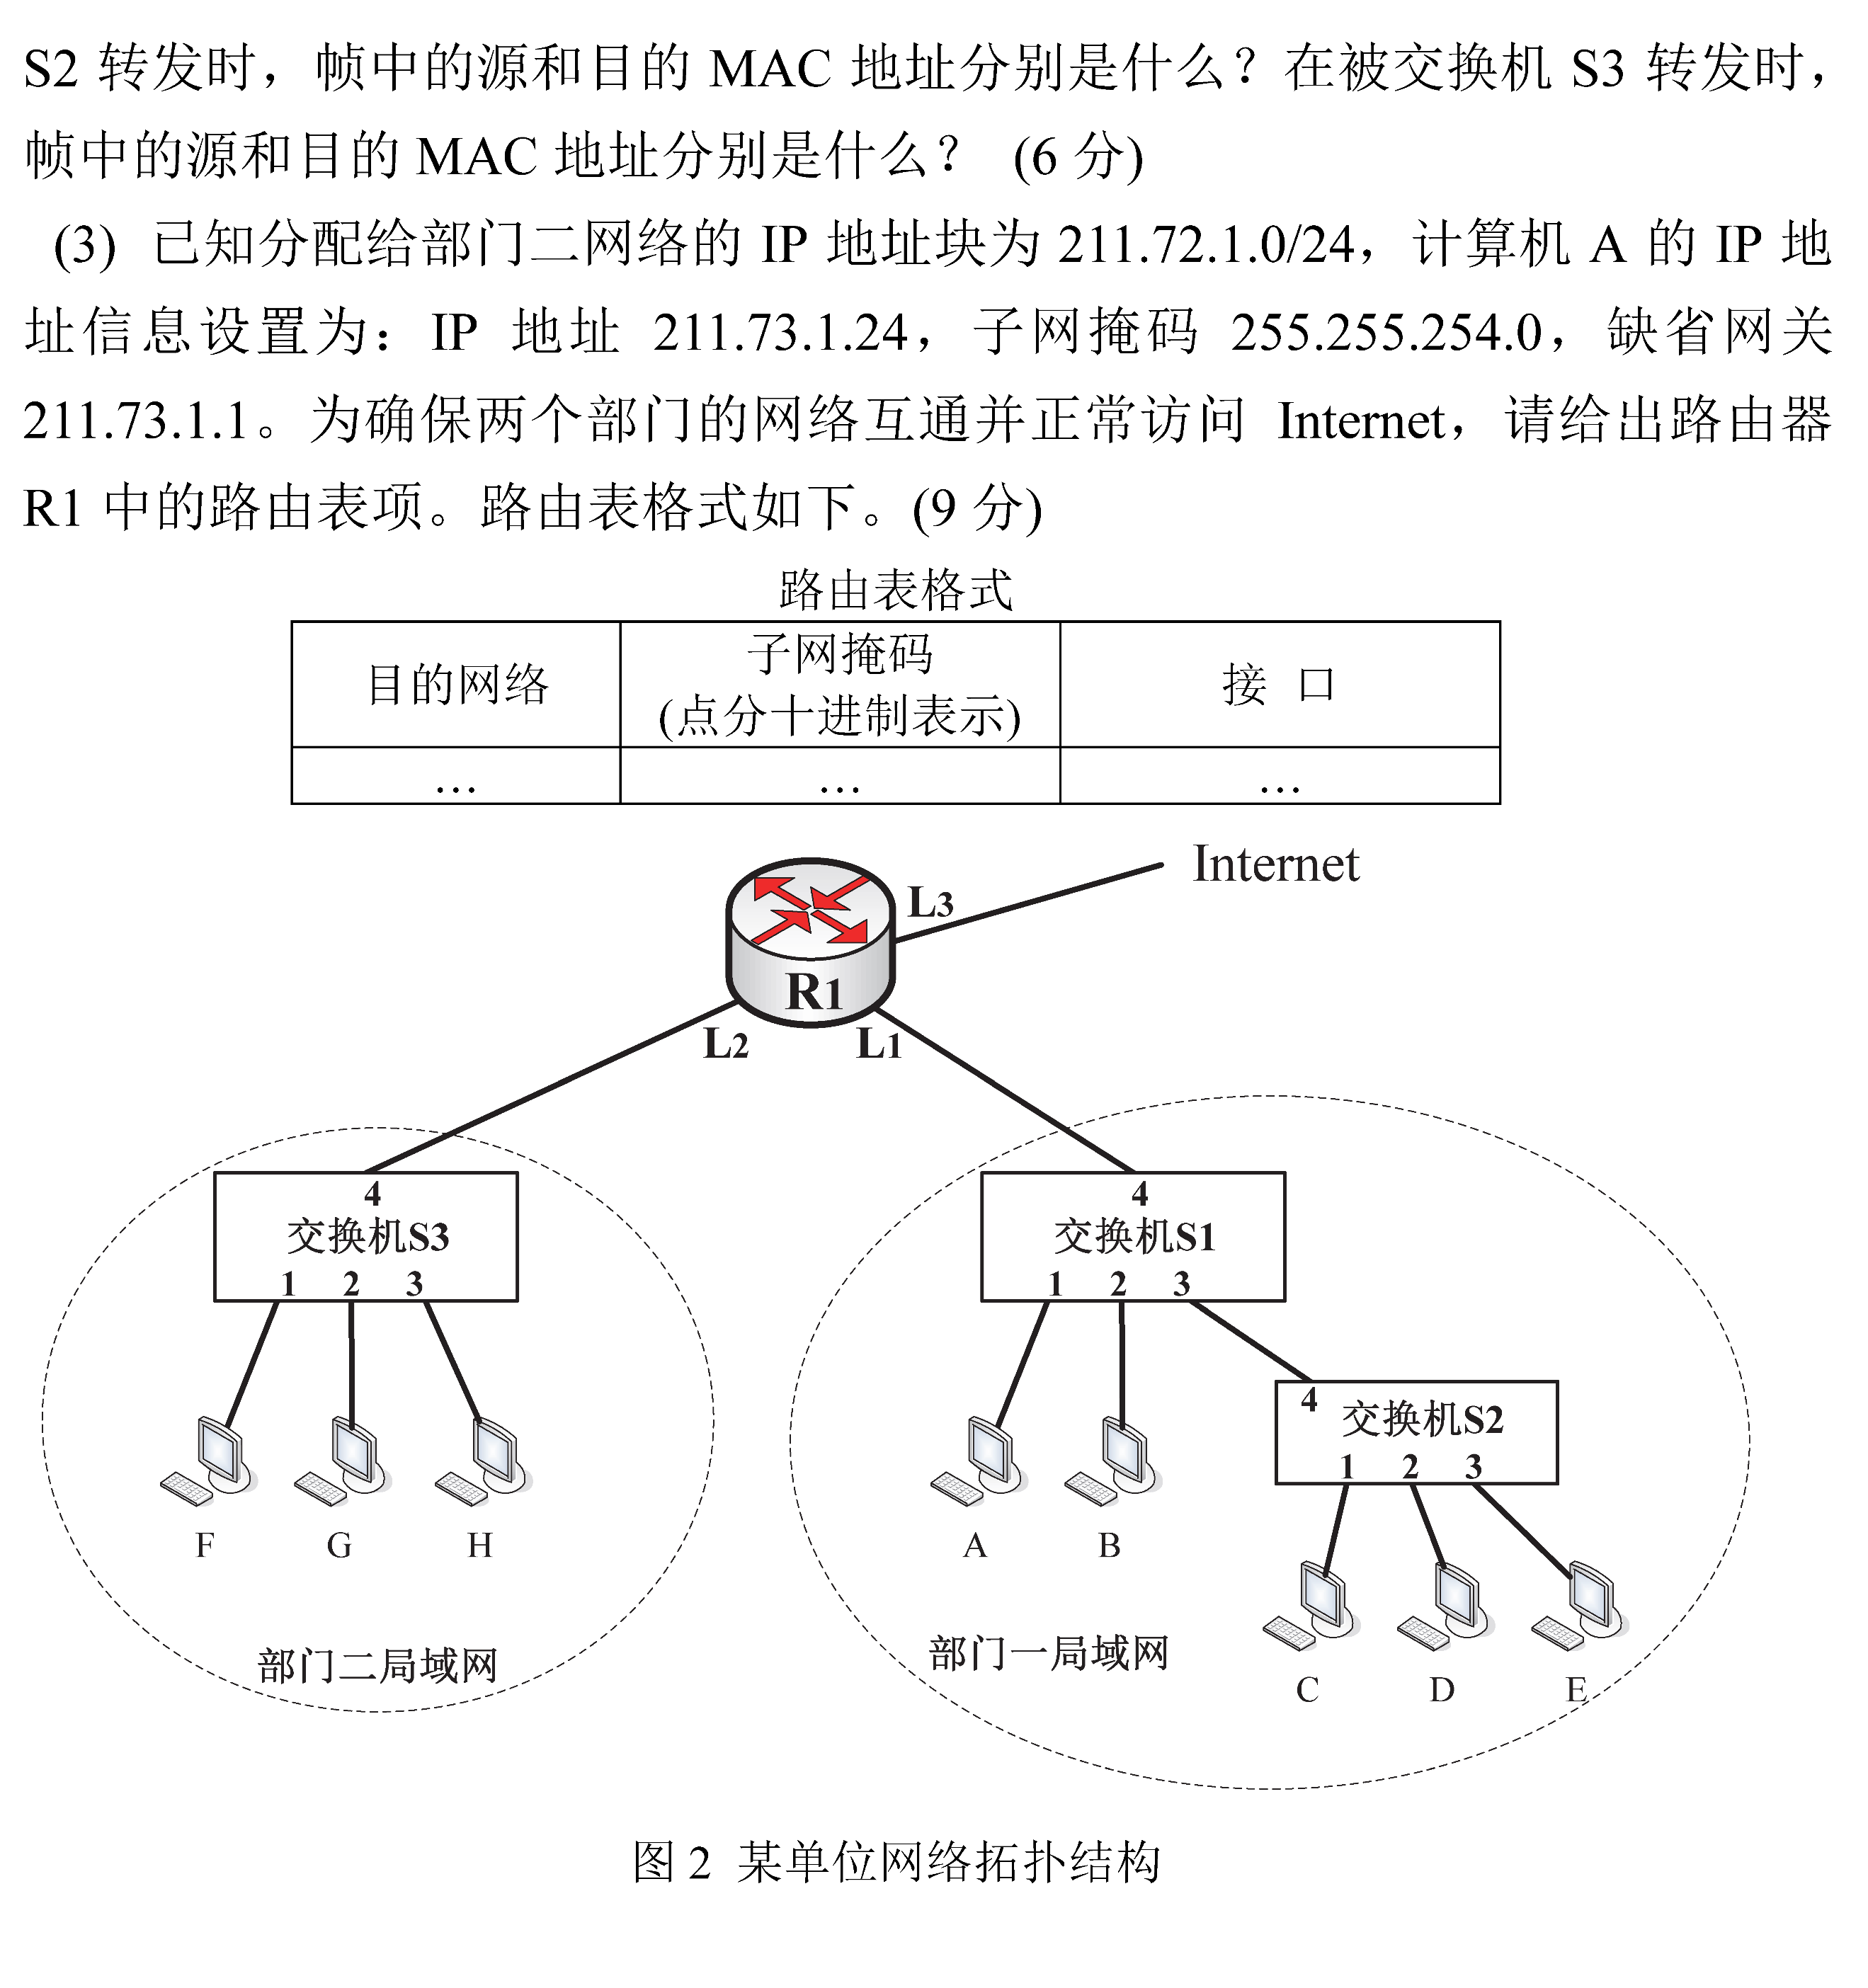 S2 转发时，帧中的源和目的 MAC 地址分别是什么？在被交换机 S3 转发时，
帧中的源和目的 MAC 地址分别是什么？ (6 分)
(3) 已知分配给部门二网络的 IP 地址块为 211.72.1.0/24，计算机 A 的 IP 地
址信息设置为：IP 地址 211.73.1.24，子网掩码 255.255.254.0，缺省网关
211.73.1.1。为确保两个部门的网络互通并正常访问 Internet，请给出路由器
R1 中的路由表项。路由表格式如下。(9 分)
路由表格式
目的网络
子网掩码
(点分十进制表示)
接 口
… … …
Internet
L3
R1
L2 L1
4
交换机S3
1 2 3
4
交换机S1
1 2 3
4
交换机S2
1 2 3
F G H
A B
部门二局域网
部门一局域网
C D E
图 2 某单位网络拓扑结构